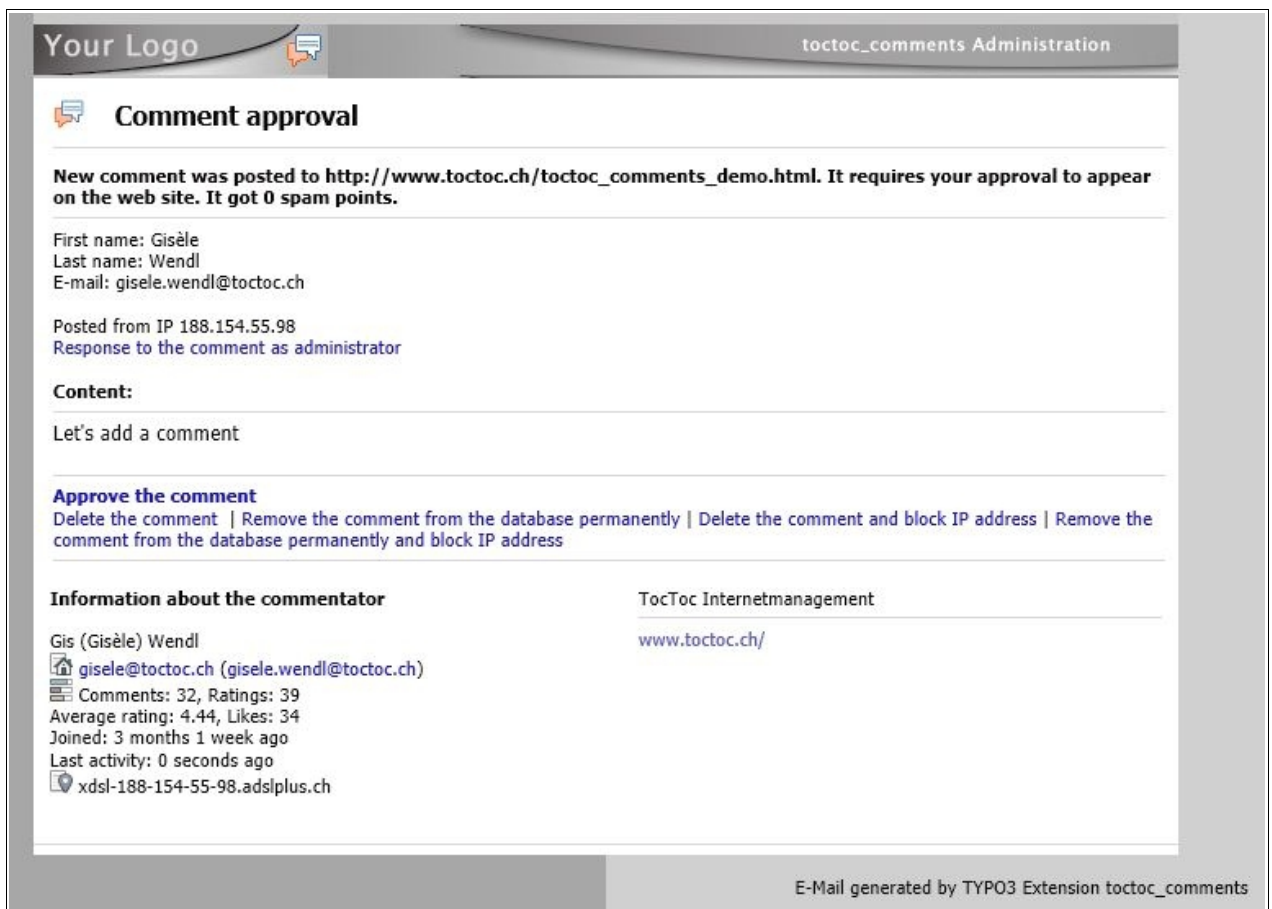 Your Logo
toctoc_comments Administration
Comment approval
New comment was posted to http://www.toctoc.ch/toctoc_comments_demo.html. It requires your approval to appear
on the web site. It got 0 spam points.
First name: Gisèle
Last name: Wendl
E-mail: gisele.wendl@toctoc.ch
Posted from IP 188.154.55.98
Response to the comment as administrator
Content:
Let's add a comment
Approve the comment
Delete the comment | Remove the comment from the database permanently | Delete the comment and block IP address | Remove the
comment from the database permanently and block IP address
Information about the commentator
Gis (Gisèle) Wendl
gisele@toctoc.ch (gisele.wendl@toctoc.ch)
Comments: 32, Ratings: 39
Average rating: 4.44, Likes: 34
Joined: 3 months 1 week ago
Last activity: 0 seconds ago
xdsl-188-154-55-98.adslplus.ch
TocToc Internetmanagement
www.toctoc.ch/
E-Mail generated by TYPO3 Extension toctoc_comments